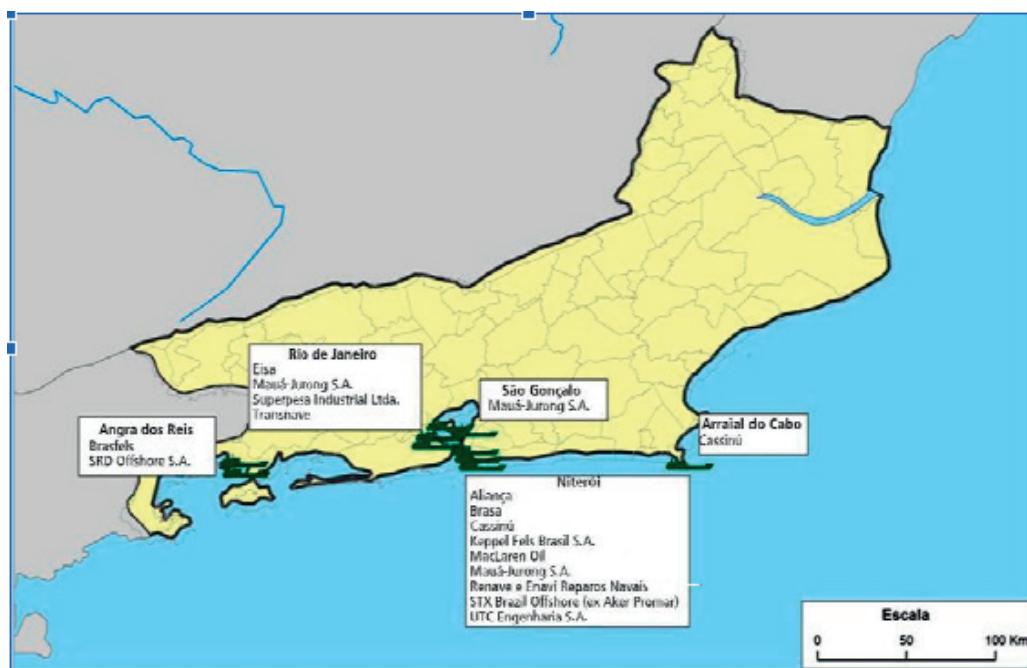 Rio de Janeiro
Eisa
Mauá-Jurong S.A.
Superpesa Industrial Ltda.
Transnave
São Gonçalo
Mauá-Jurong S.A.
Angra dos Reis
Brasfels
SRD Offshore S.A.
Arraial do Cabo
Cassinú
Niterói
Aliança
Brasa
Cassinú
Keppel Fels Brasil S.A.
MacLaren Oil
Mauá-Jurong S.A.
Renave e Enavi Reparos Navais
STX Brazil Offshore (ex Aker Promar)
UTC Engenharia S.A.
Escala
0 50 100 Km